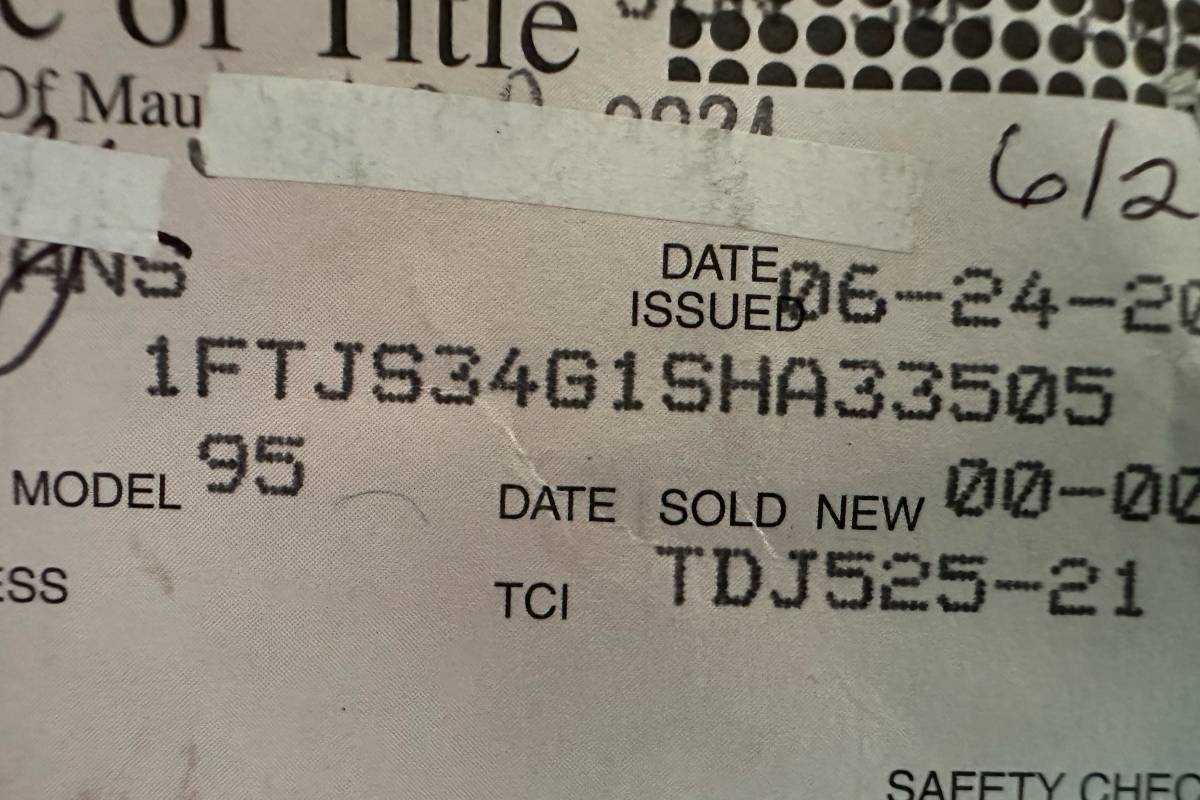 of Title
Of Mau
6/2
ANS
DATE ISSUED 06-24-20
1FTJS34G1SHA33505
MODEL 95
DATE SOLD NEW 00-00
ESS
TCI TDJ525-21
SAFETY CHEC